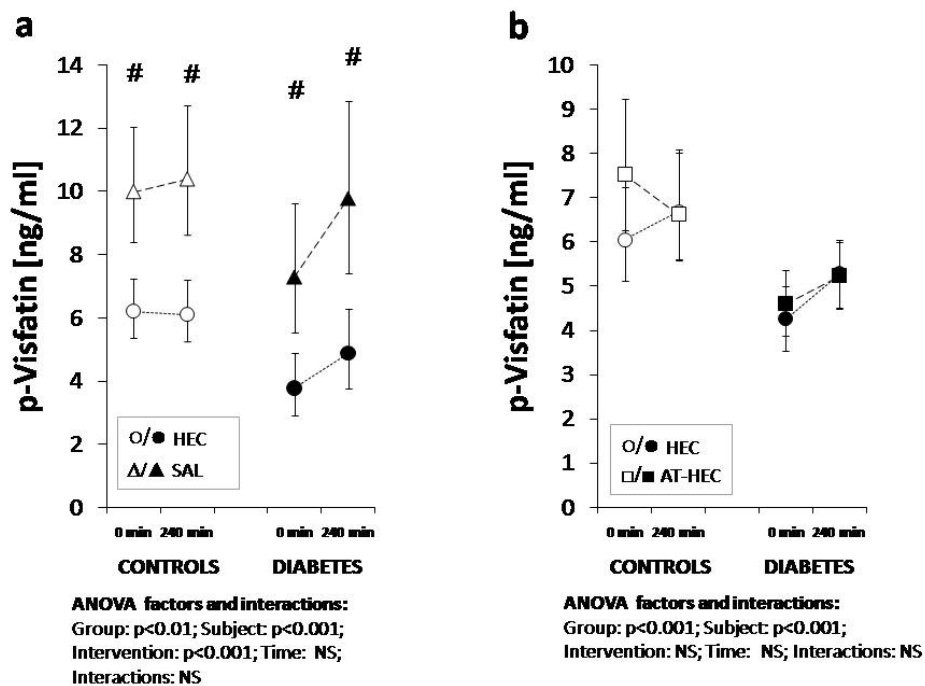 a
p-Visfatin [ng/ml]
14
12
10
8
6
4
2
0
# # # #
○/● HEC
△/▲ SAL
0 min 240 min 0 min 240 min
CONTROLS DIABETES
ANOVA factors and interactions:
Group: p<0.01; Subject: p<0.001;
Intervention: p<0.001; Time: NS;
Interactions: NS
b
p-Visfatin [ng/ml]
10
9
8
7
6
5
4
3
2
1
0
○/● HEC
□/■ AT-HEC
0 min 240 min 0 min 240 min
CONTROLS DIABETES
ANOVA factors and interactions:
Group: p<0.001; Subject: p<0.001;
Intervention: NS; Time: NS; Interactions: NS